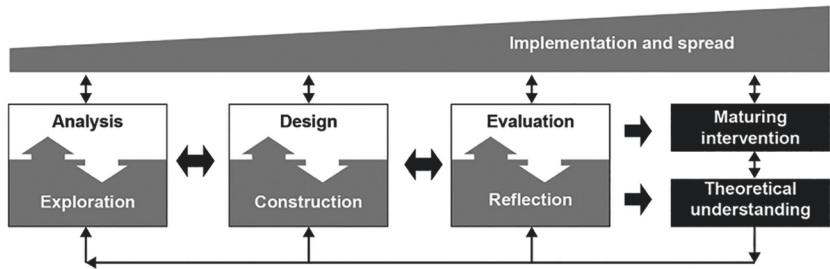 Implementation and spread
Analysis
Exploration
Design
Construction
Evaluation
Reflection
Maturing
intervention
Theoretical
understanding